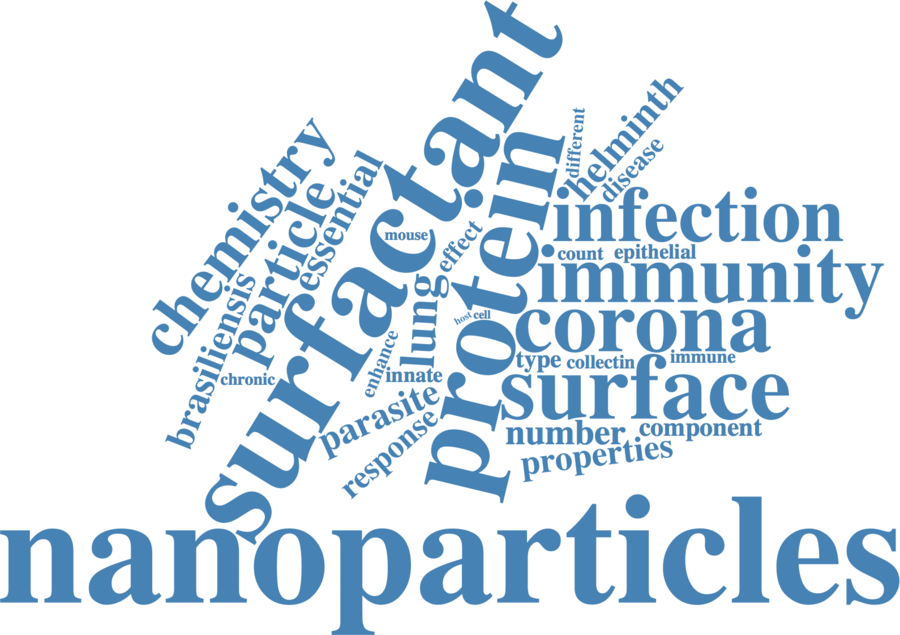 surfactant
protein
different
helminth
disease
chemistry
particle
essential
brasiliensis
chronic
mouse
effect
lung
host
cell
enhance
innate
parasite
response
infection
count
epithelial
immunity
corona
type
collectin
immune
surface
number
component
properties
nanoparticles